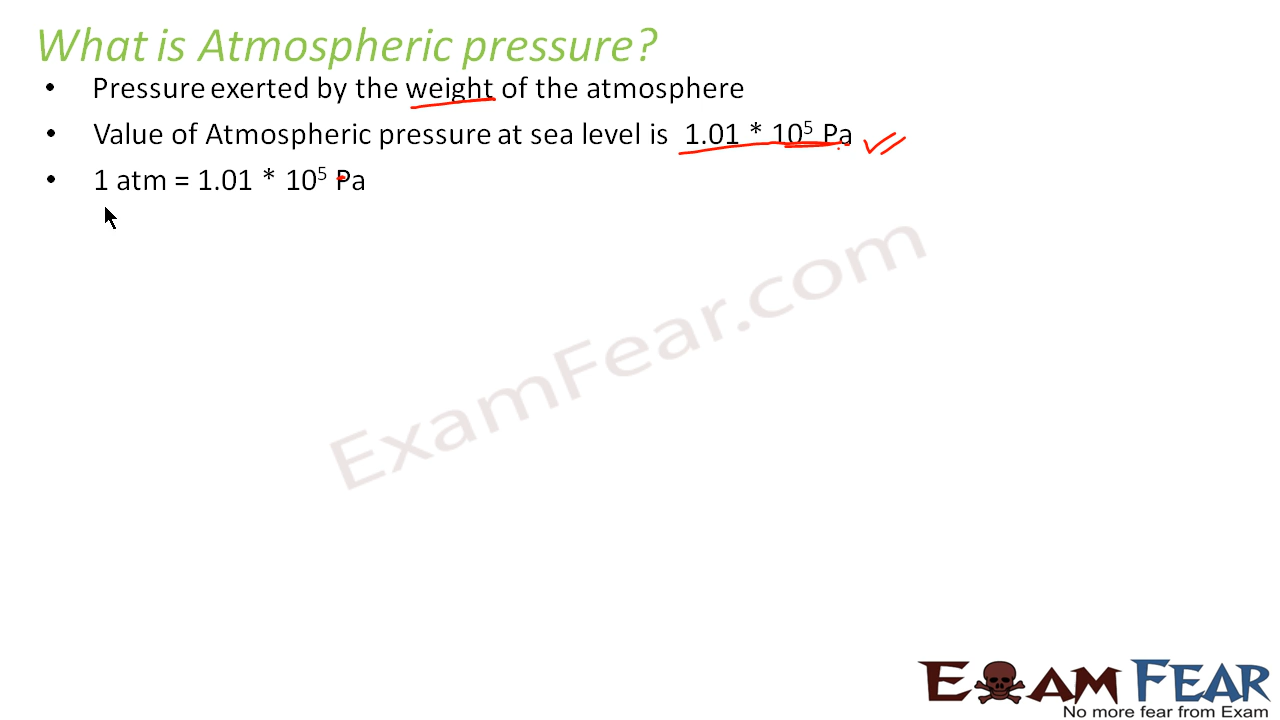 What is Atmospheric pressure?
• Pressure exerted by the weight of the atmosphere
• Value of Atmospheric pressure at sea level is 1.01 * 10⁵ Pa
• 1 atm = 1.01 * 10⁵ Pa
ExamFear.com
EXAM FEAR
No more fear from Exam